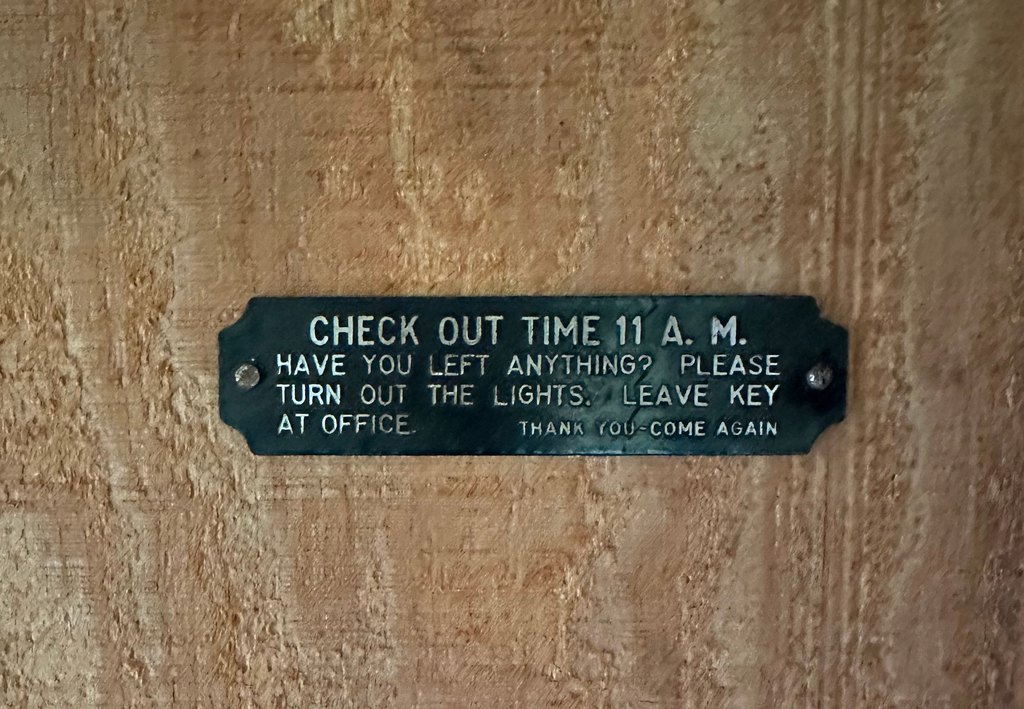 CHECK OUT TIME 11 A. M.
HAVE YOU LEFT ANYTHING? PLEASE
TURN OUT THE LIGHTS. LEAVE KEY
AT OFFICE. THANK YOU-COME AGAIN